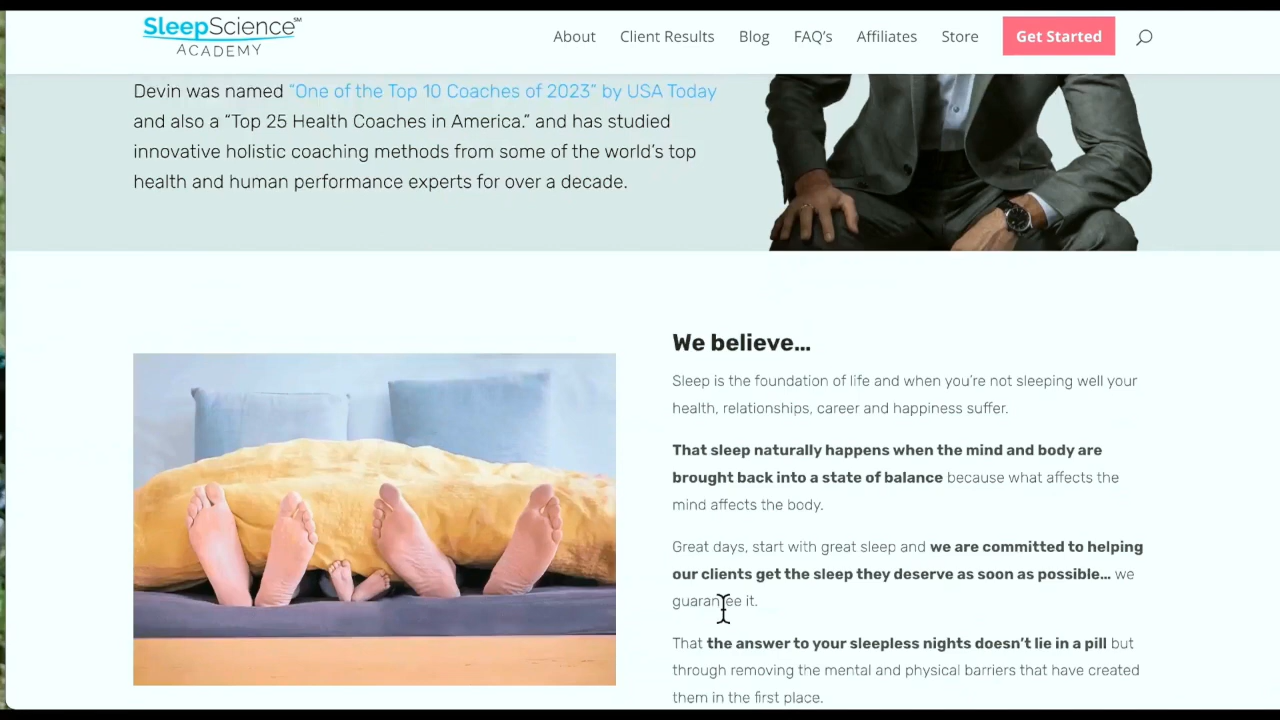 SleepScience℠
ACADEMY
About Client Results Blog FAQ's Affiliates Store Get Started
Devin was named “One of the Top 10 Coaches of 2023” by USA Today
and also a “Top 25 Health Coaches in America.” and has studied
innovative holistic coaching methods from some of the world’s top
health and human performance experts for over a decade.
We believe…
Sleep is the foundation of life and when you’re not sleeping well your
health, relationships, career and happiness suffer.
That sleep naturally happens when the mind and body are
brought back into a state of balance because what affects the
mind affects the body.
Great days, start with great sleep and we are committed to helping
our clients get the sleep they deserve as soon as possible… we
guarantee it.
That the answer to your sleepless nights doesn’t lie in a pill but
through removing the mental and physical barriers that have created
them in the first place.